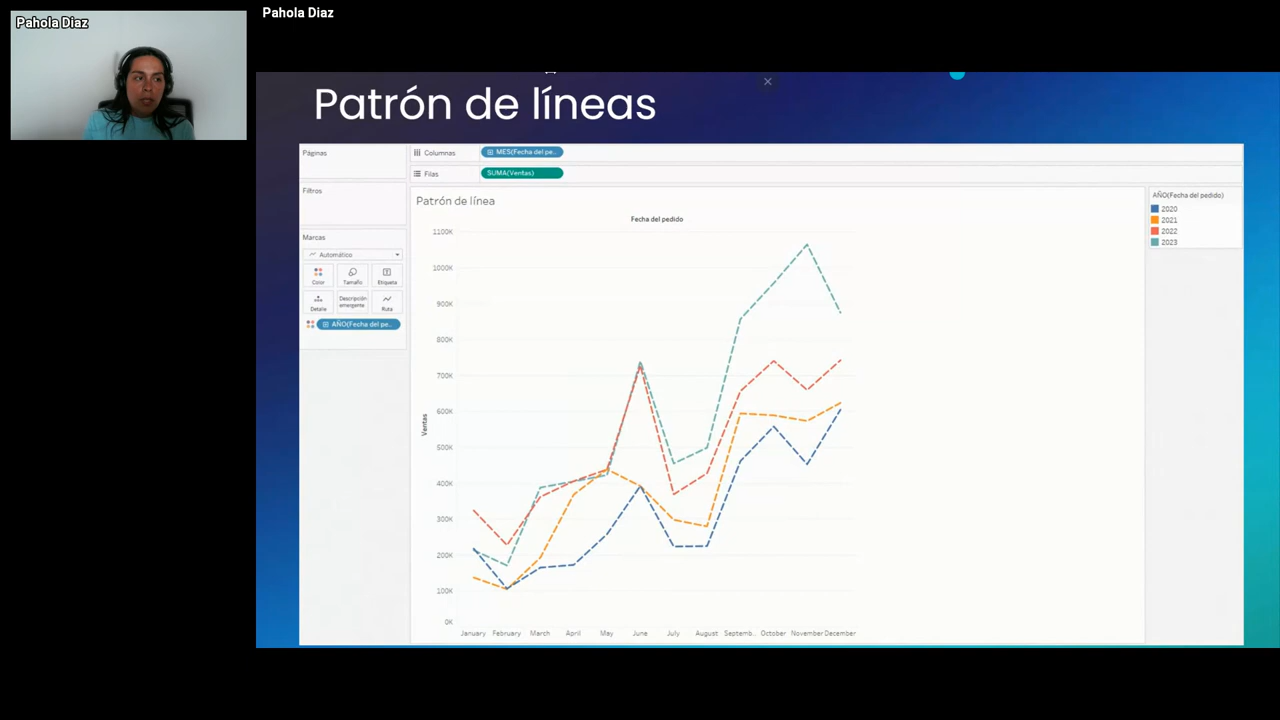 Pahola Diaz
Pahola Diaz
Patrón de líneas
Páginas
Columnas
MES(Fecha del pe..
Filas
SUMA(Ventas)
Filtros
Marcas
Automático
Color
Tamaño
Etiqueta
Detalle
Descripción emergente
Ruta
AÑO(Fecha del pe..
Patrón de línea
Fecha del pedido
1100K
1000K
900K
800K
700K
600K
500K
400K
300K
200K
100K
0K
Ventas
January February March April May June July August Septemb.. October November December
AÑO(Fecha del pedido)
2020
2021
2022
2023